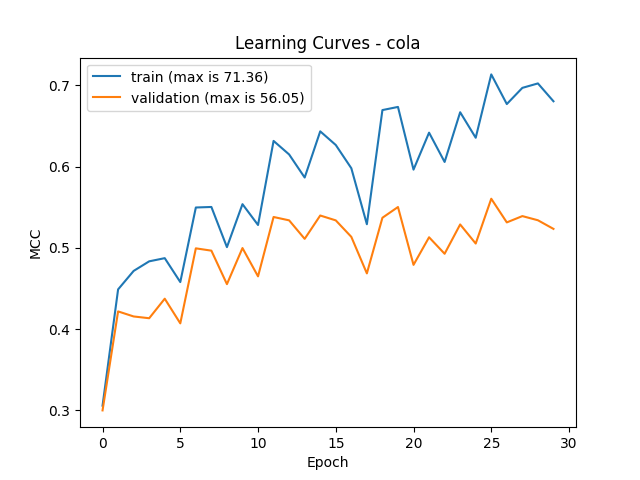 Learning Curves - cola
train (max is 71.36)
validation (max is 56.05)
MCC
0.7
0.6
0.5
0.4
0.3
0 5 10 15 20 25 30
Epoch